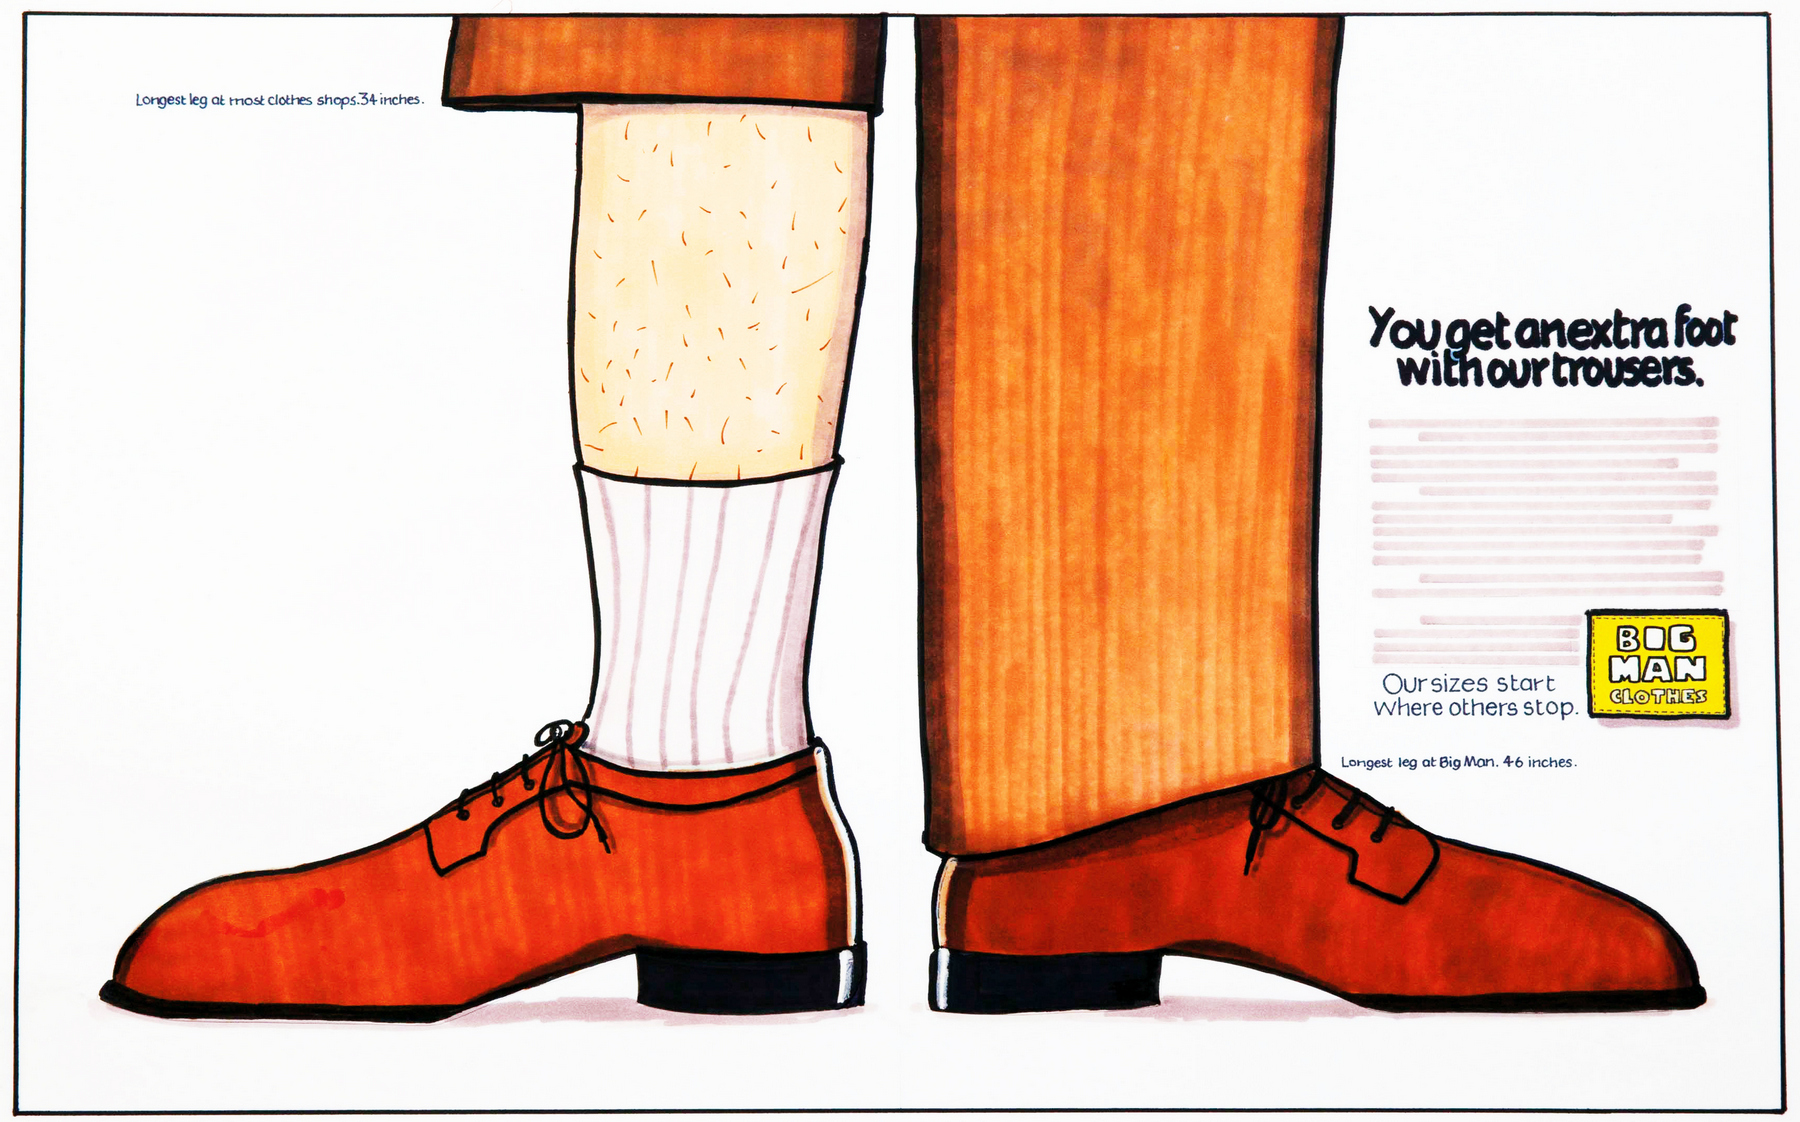 Longest leg at most clothes shops. 34 inches.
You get an extra foot
with our trousers.
Our sizes start
where others stop.
BIG
MAN
CLOTHES
Longest leg at Big Man. 46 inches.